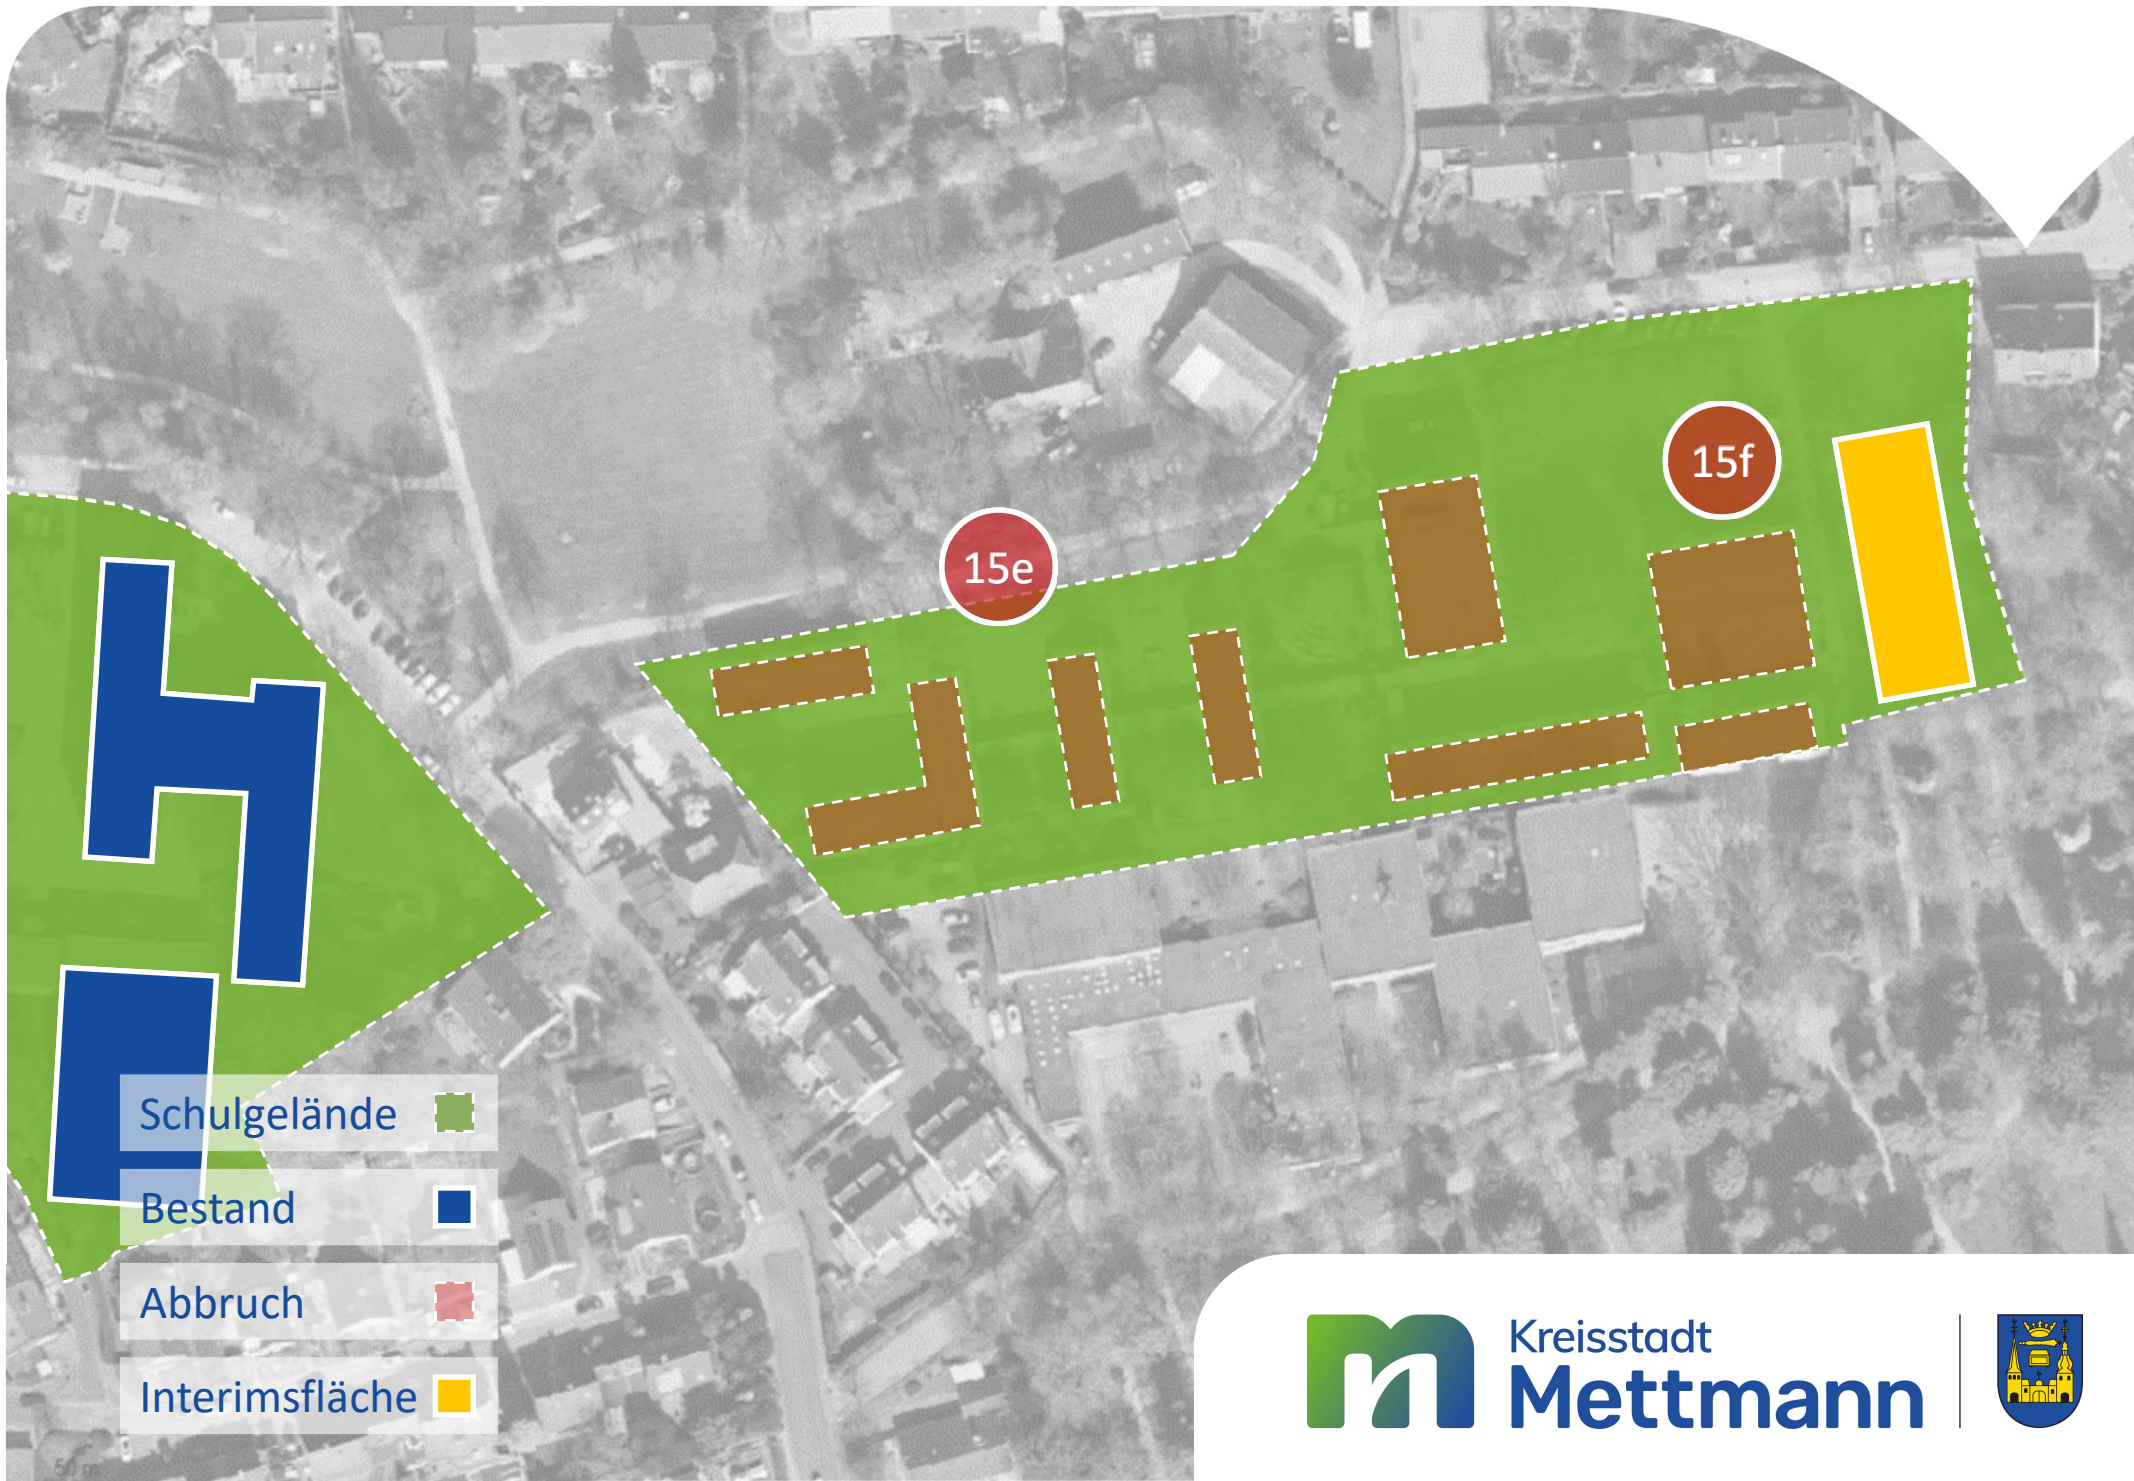 15f
15e
Schulgelände
Bestand
Abbruch
Interimsfläche
Kreisstadt
Mettmann